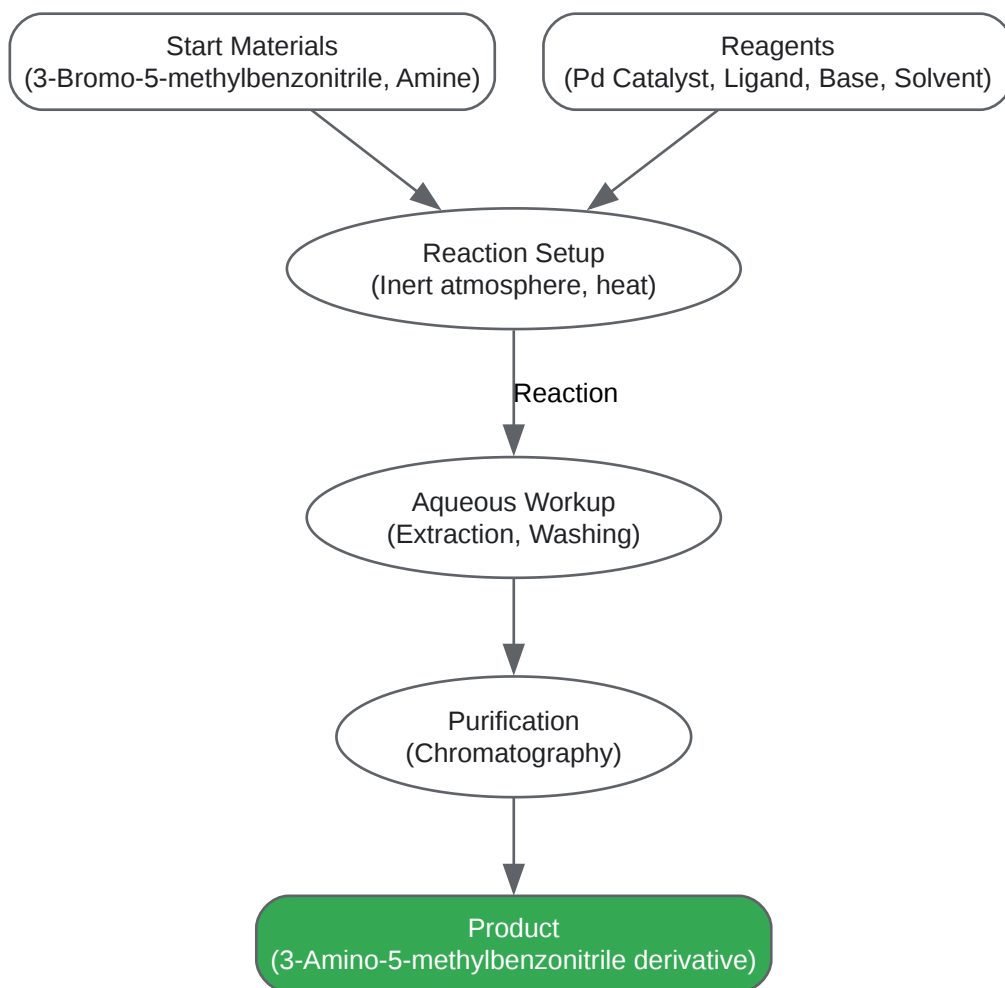 Start Materials
(3-Bromo-5-methylbenzonitrile, Amine)
Reagents
(Pd Catalyst, Ligand, Base, Solvent)
Reaction Setup
(Inert atmosphere, heat)
Reaction
Aqueous Workup
(Extraction, Washing)
Purification
(Chromatography)
Product
(3-Amino-5-methylbenzonitrile derivative)